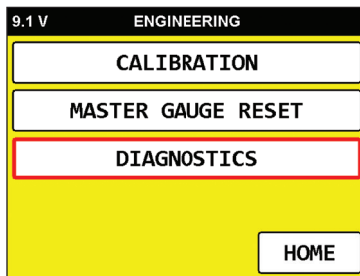 9.1 V ENGINEERING
CALIBRATION
MASTER GAUGE RESET
DIAGNOSTICS
HOME